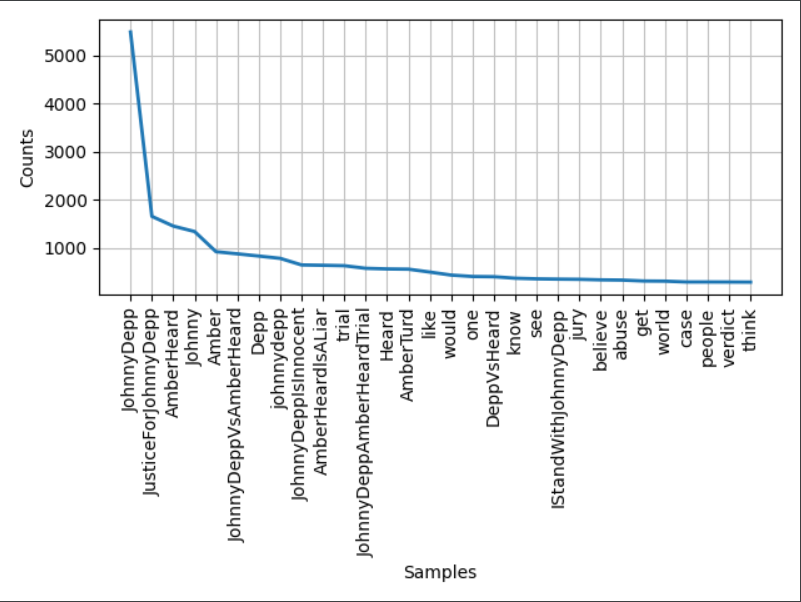 5000
4000
3000
2000
1000
Counts
JohnnyDepp
JusticeForJohnnyDepp
AmberHeard
Johnny
Amber
JohnnyDeppVsAmberHeard
Depp
johnnydepp
JohnnyDeppIsInnocent
AmberHeardIsALiar
trial
JohnnyDeppAmberHeardTrial
Heard
AmberTurd
like
would
one
DeppVsHeard
know
see
IStandWithJohnnyDepp
jury
believe
abuse
get
world
case
people
verdict
think
Samples